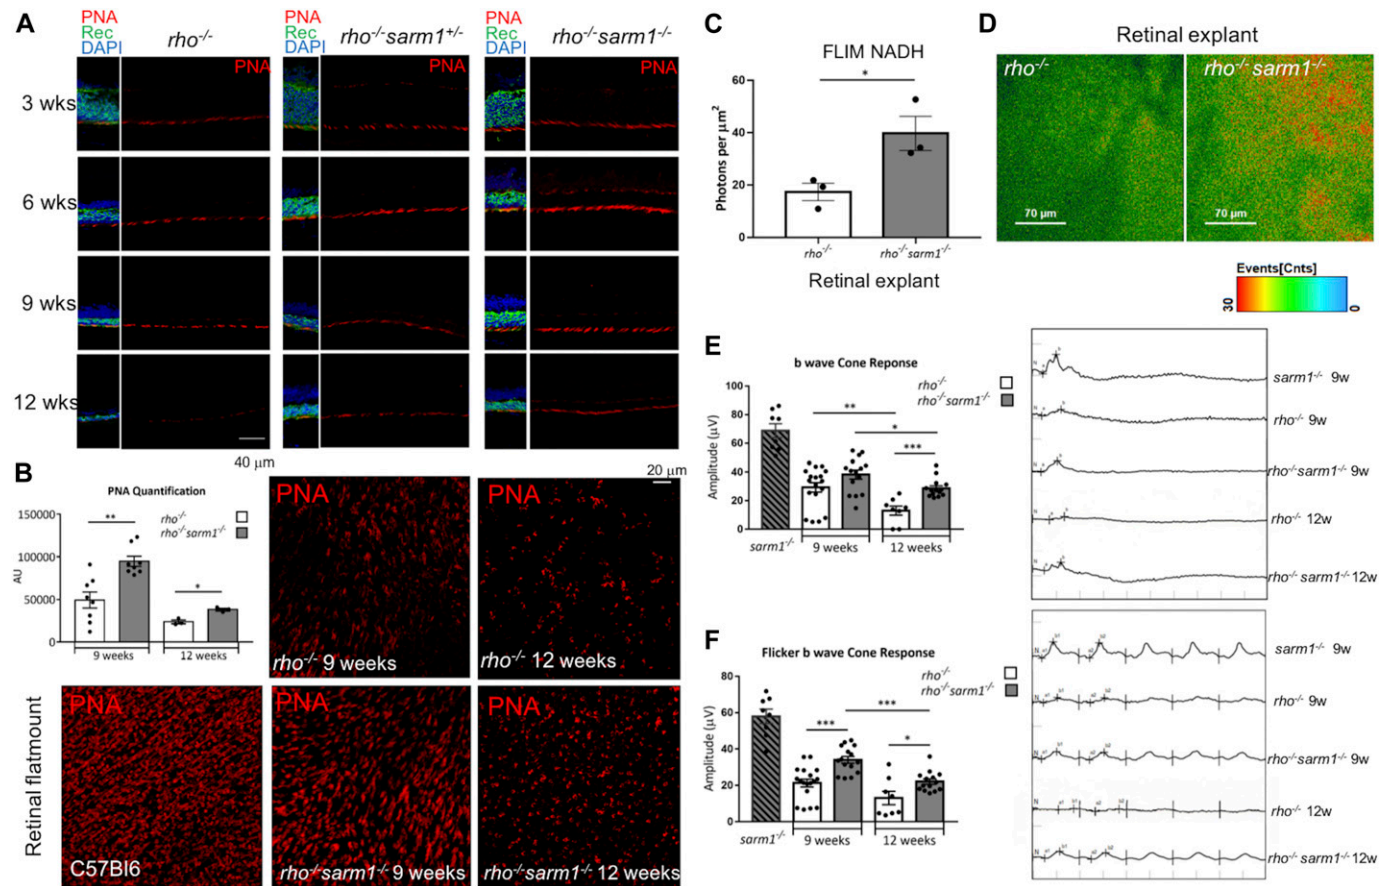 A
PNA
Rec
DAPI
rho-/-
PNA
Rec
DAPI
rho-/-sarm1+/-
PNA
Rec
DAPI
rho-/-sarm1-/-
PNA
PNA
PNA
3 wks
6 wks
9 wks
12 wks
40 µm
B
PNA Quantification
rho-/-
rho-/-sarm1-/-
**
*
150000
100000
50000
0
AU
9 weeks
12 weeks
PNA
rho-/- 9 weeks
20 µm
PNA
rho-/- 12 weeks
Retinal flatmount
PNA
C57Bl6
PNA
rho-/-sarm1-/- 9 weeks
PNA
rho-/-sarm1-/- 12 weeks
C
FLIM NADH
*
60
40
20
0
Photons per µm2
rho-/-
rho-/-sarm1-/-
Retinal explant
D
Retinal explant
rho-/-
70 µm
rho-/-sarm1-/-
70 µm
Events[Cnts]
30
0
E
b wave Cone Reponse
rho-/-
rho-/-sarm1-/-
**
*
***
100
80
60
40
20
0
Amplitude (µV)
sarm1-/-
9 weeks
12 weeks
sarm1-/- 9w
rho-/- 9w
rho-/-sarm1-/- 9w
rho-/- 12w
rho-/- sarm1-/- 12w
F
Flicker b wave Cone Response
rho-/-
rho-/-sarm1-/-
***
***
*
80
60
40
20
0
Amplitude (µV)
sarm1-/-
9 weeks
12 weeks
sarm1-/- 9w
rho-/- 9w
rho-/-sarm1-/- 9w
rho-/- 12w
rho-/- sarm1-/- 12w